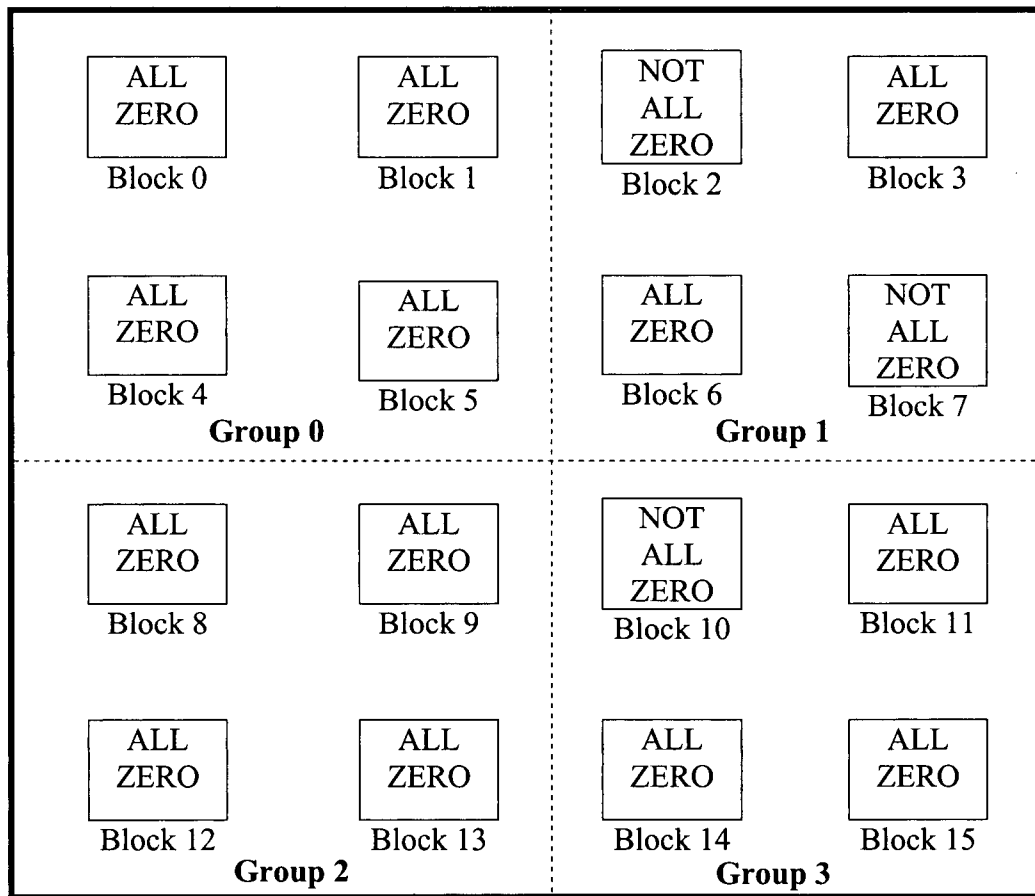 ALL
ZERO
Block 0
ALL
ZERO
Block 1
ALL
ZERO
Block 4
ALL
ZERO
Block 5
Group 0
NOT
ALL
ZERO
Block 2
ALL
ZERO
Block 3
ALL
ZERO
Block 6
NOT
ALL
ZERO
Block 7
Group 1
ALL
ZERO
Block 8
ALL
ZERO
Block 9
ALL
ZERO
Block 12
ALL
ZERO
Block 13
Group 2
NOT
ALL
ZERO
Block 10
ALL
ZERO
Block 11
ALL
ZERO
Block 14
ALL
ZERO
Block 15
Group 3